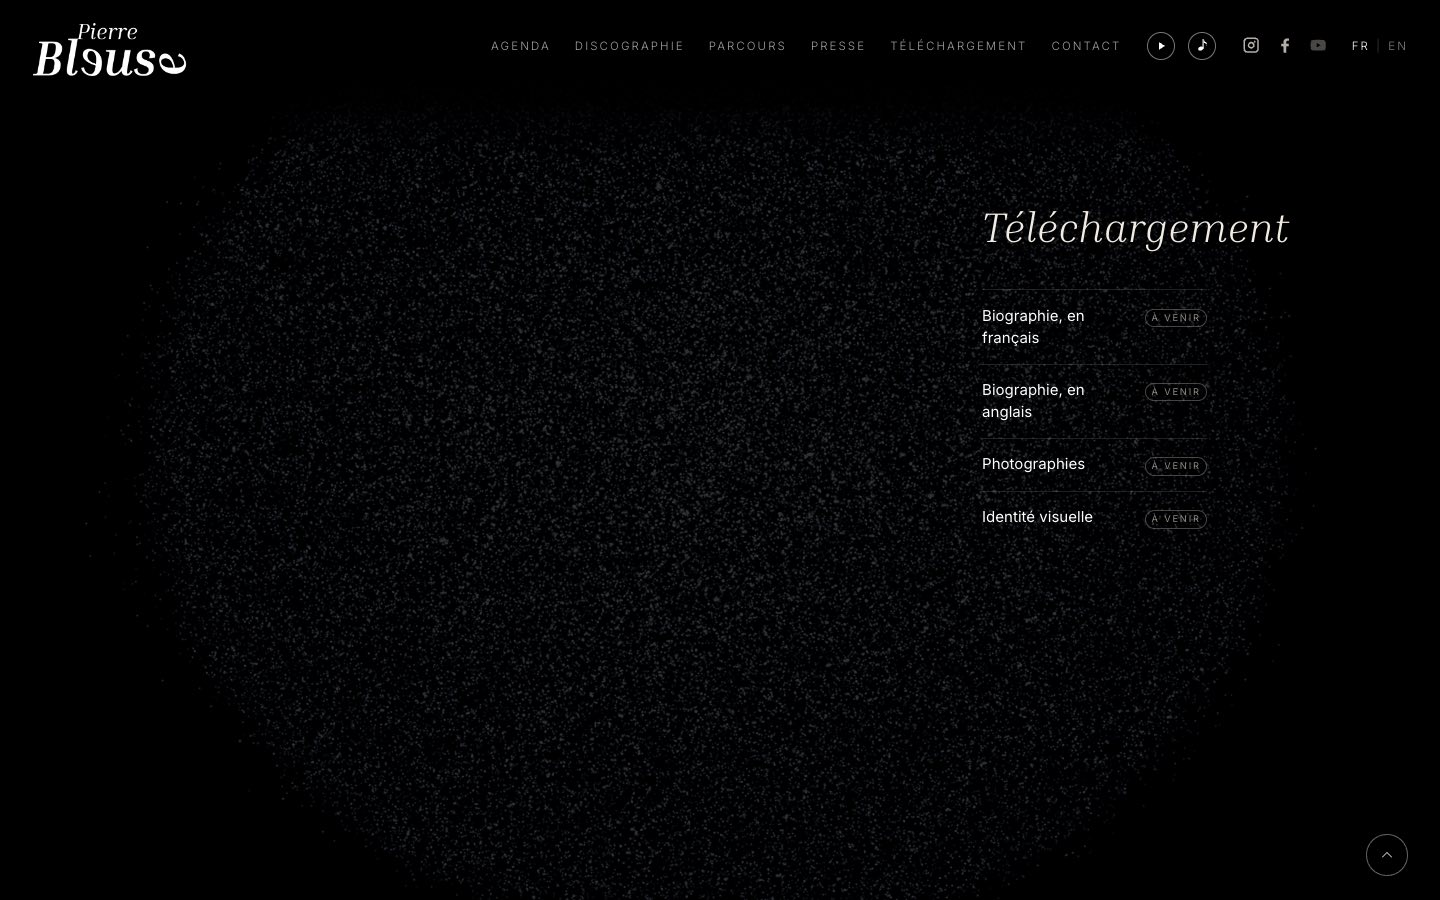 Pierre
Bleuse
AGENDA DISCOGRAPHIE PARCOURS PRESSE TÉLÉCHARGEMENT CONTACT FR EN
Téléchargement
Biographie, en
français
À VENIR
Biographie, en
anglais
À VENIR
Photographies À VENIR
Identité visuelle À VENIR